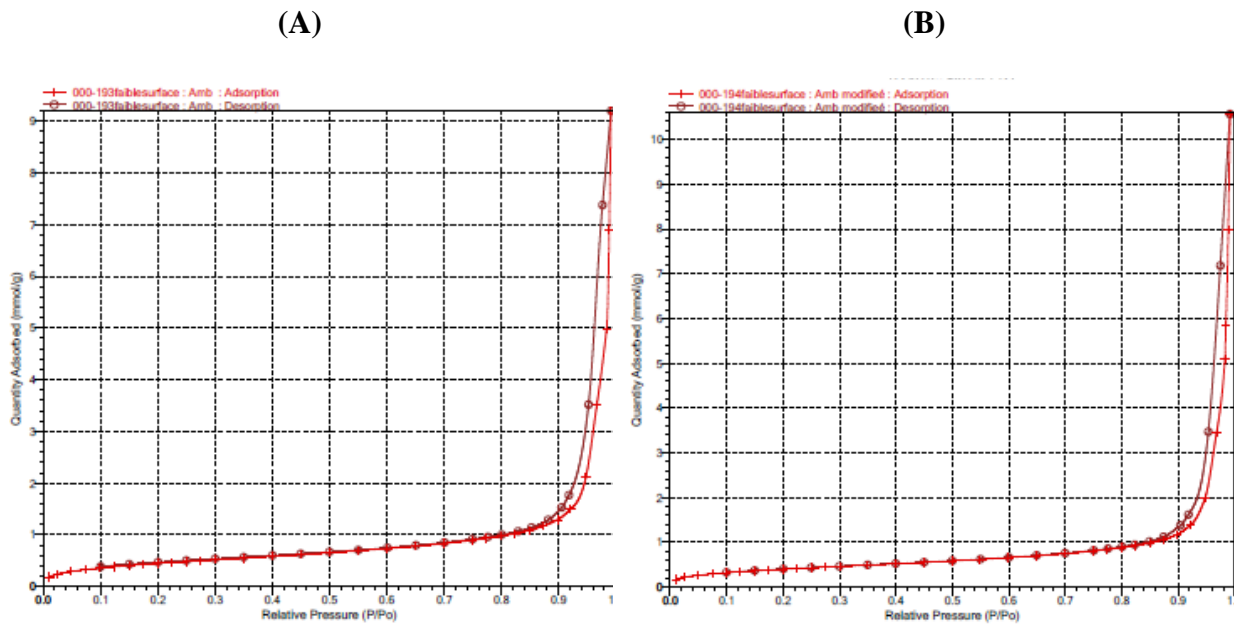 (A)
(B)
000-193faiblesurface : Amb : Adsorption
000-193faiblesurface : Amb : Desorption
9
8
7
6
5
4
3
2
1
0
Quantity Adsorbed (mmol/g)
0.0 0.1 0.2 0.3 0.4 0.5 0.6 0.7 0.8 0.9 1
Relative Pressure (P/Po)
000-194faiblesurface : Amb modifieé : Adsorption
000-194faiblesurface : Amb modifieé : Desorption
10
9
8
7
6
5
4
3
2
1
0
Quantity Adsorbed (mmol/g)
0.0 0.1 0.2 0.3 0.4 0.5 0.6 0.7 0.8 0.9 1
Relative Pressure (P/Po)